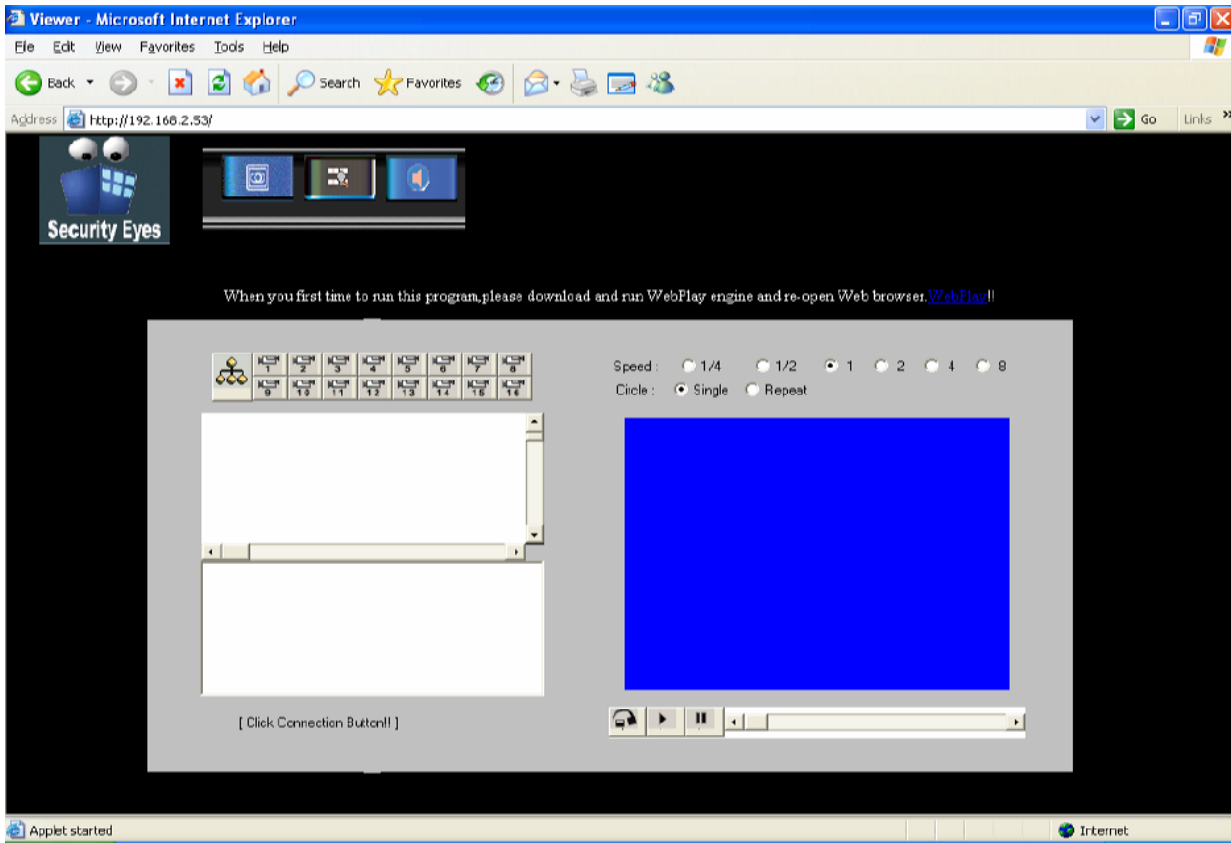 Viewer - Microsoft Internet Explorer
File Edit View Favorites Tools Help
Back Search Favorites
Address http://192.168.2.53/ Go Links »
Security Eyes
When you first time to run this program,please download and run WebPlay engine and re-open Web browser.WebPlay!!
1 2 3 4 5 6 7 8
9 10 11 12 13 14 15 16
Speed : 1/4 1/2 1 2 4 8
Circle : Single Repeat
[ Click Connection Button!! ]
Applet started Internet